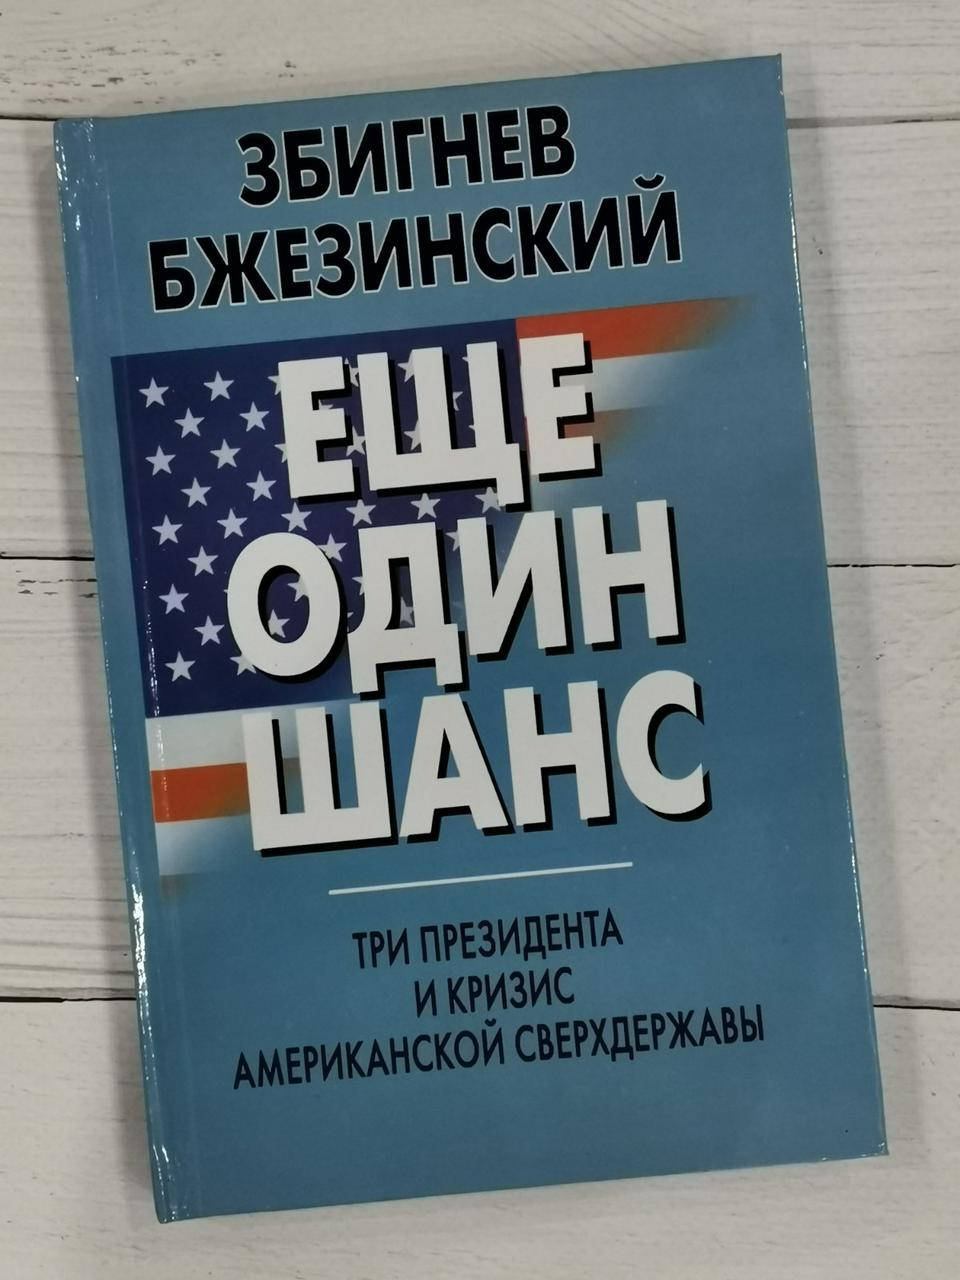 ЗБИГНЕВ
БЖЕЗИНСКИЙ
ЕЩЕ
ОДИН
ШАНС
ТРИ ПРЕЗИДЕНТА
И КРИЗИС
АМЕРИКАНСКОЙ СВЕРХДЕРЖАВЫ